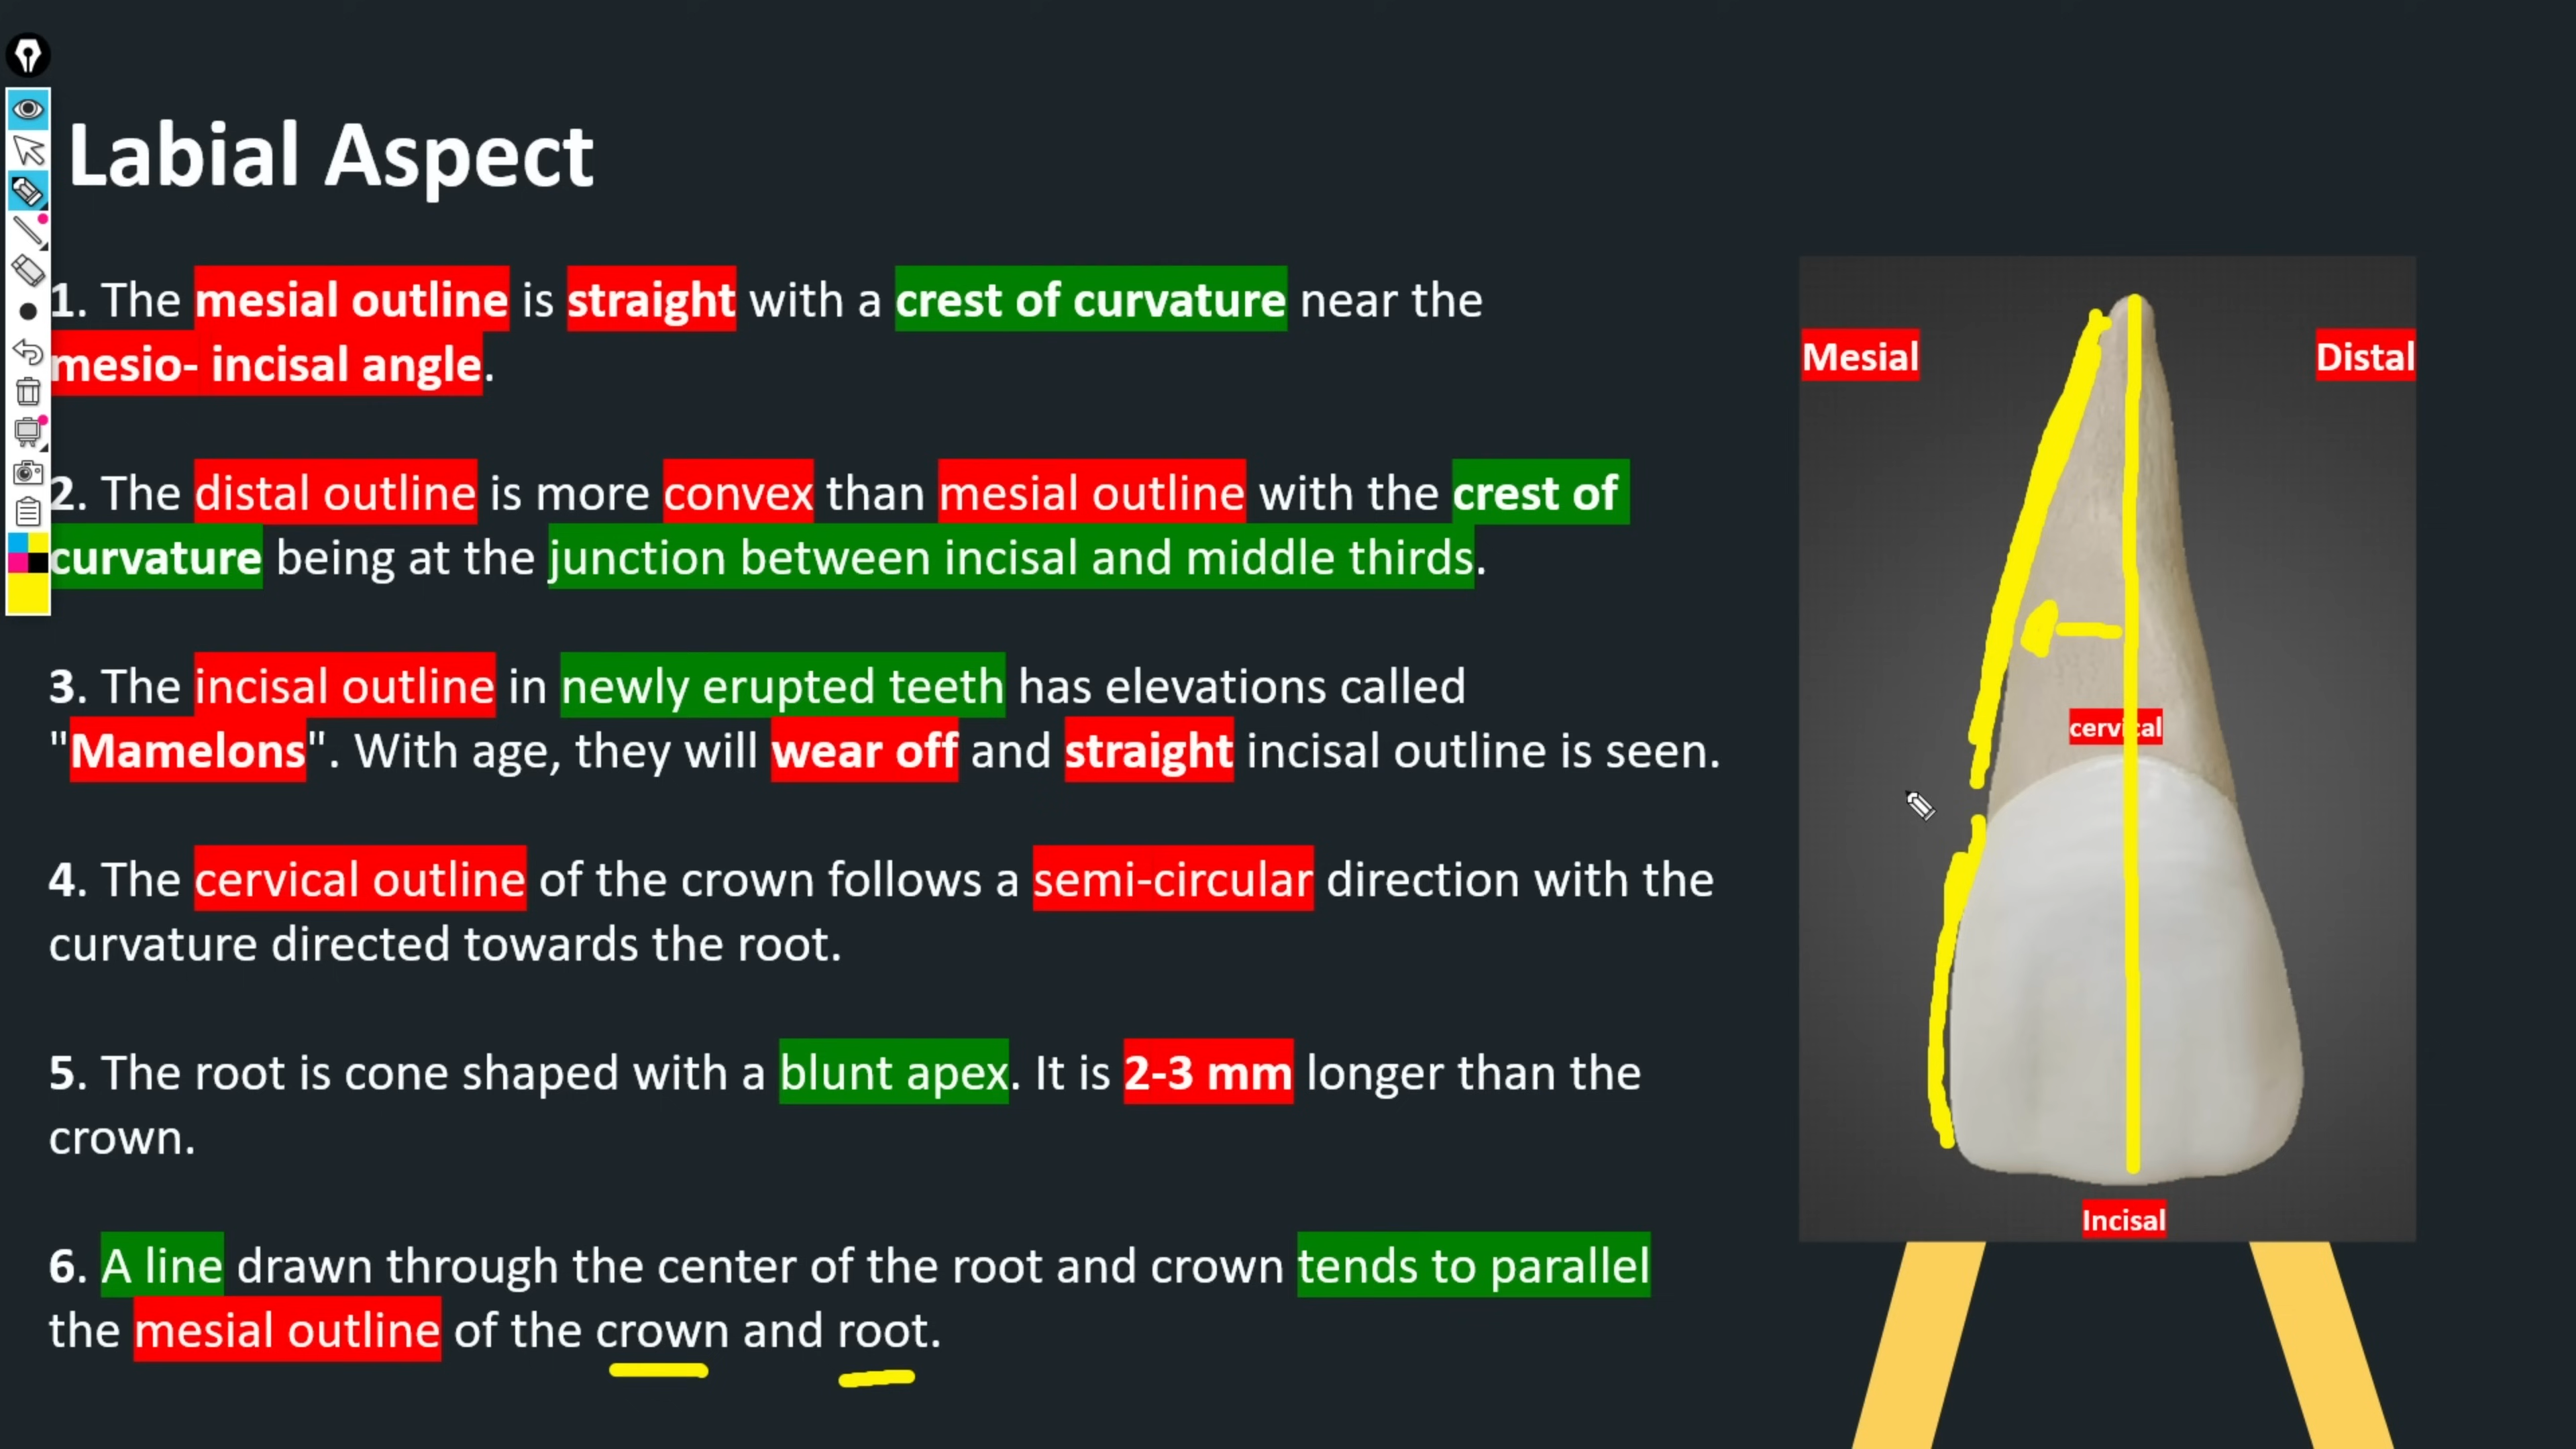 Labial Aspect
1. The mesial outline is straight with a crest of curvature near the
mesio- incisal angle.
2. The distal outline is more convex than mesial outline with the crest of
curvature being at the junction between incisal and middle thirds.
3. The incisal outline in newly erupted teeth has elevations called
"Mamelons". With age, they will wear off and straight incisal outline is seen.
4. The cervical outline of the crown follows a semi-circular direction with the
curvature directed towards the root.
5. The root is cone shaped with a blunt apex. It is 2-3 mm longer than the
crown.
6. A line drawn through the center of the root and crown tends to parallel
the mesial outline of the crown and root.
Mesial
Distal
cervical
Incisal